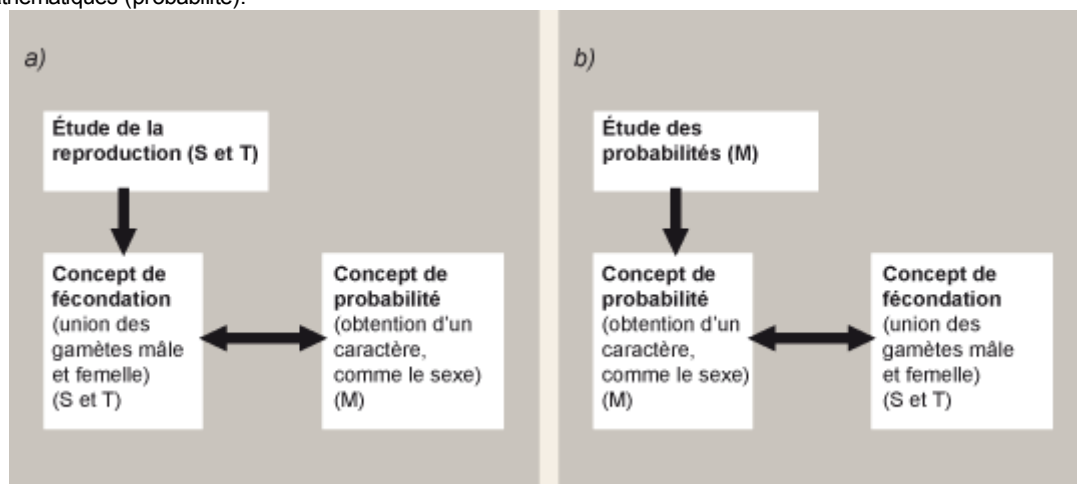 mathématiques (probabilité).
a)
Étude de la
reproduction (S et T)
Concept de
fécondation
(union des
gamètes mâle
et femelle)
(S et T)
Concept de
probabilité
(obtention d'un
caractère,
comme le sexe)
(M)
b)
Étude des
probabilités (M)
Concept de
probabilité
(obtention d'un
caractère,
comme le sexe)
(M)
Concept de
fécondation
(union des
gamètes mâle
et femelle)
(S et T)